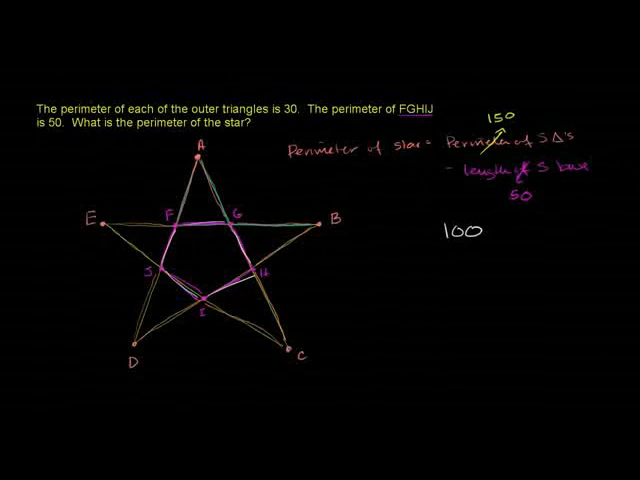 The perimeter of each of the outer triangles is 30. The perimeter of FGHIJ
is 50. What is the perimeter of the star?
150
Perimeter of star = Perimeter of 5 Δ's
- length of 5 base
50
100
A
E
F
G
B
J
H
I
D
C